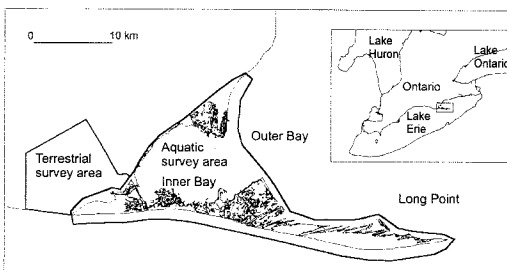 0 10 km
Lake
Huron
Lake
Ontario
Ontario
Lake
Erie
Outer Bay
Aquatic
survey area
Terrestrial
survey area
Inner Bay
Long Point